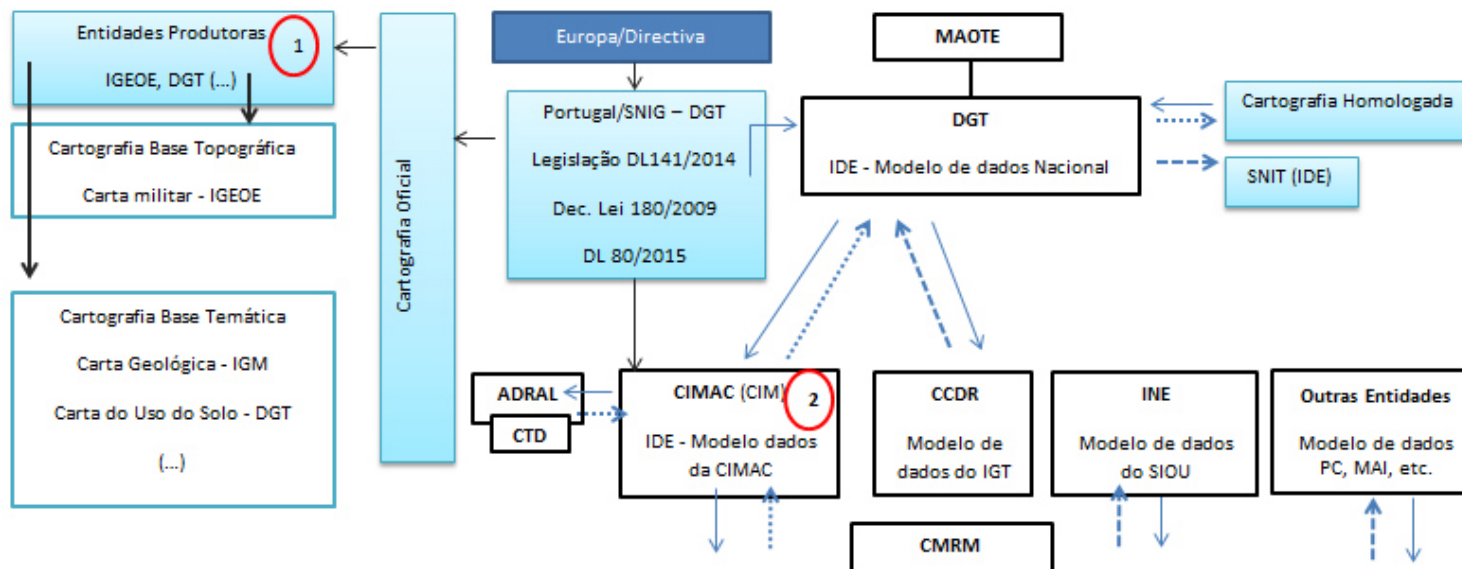 Entidades Produtoras
1
IGEOE, DGT (...)
Cartografia Base Topográfica
Carta militar - IGEOE
Cartografia Base Temática
Carta Geológica - IGM
Carta do Uso do Solo - DGT
(...)
Cartografia Oficial
Europa/Directiva
Portugal/SNIG – DGT
Legislação DL141/2014
Dec. Lei 180/2009
DL 80/2015
MAOTE
DGT
IDE - Modelo de dados Nacional
Cartografia Homologada
SNIT (IDE)
ADRAL
CTD
CIMAC (CIM)
2
IDE - Modelo dados
da CIMAC
CCDR
Modelo de
dados do IGT
INE
Modelo de dados
do SIOU
Outras Entidades
Modelo de dados
PC, MAI, etc.
CMRM